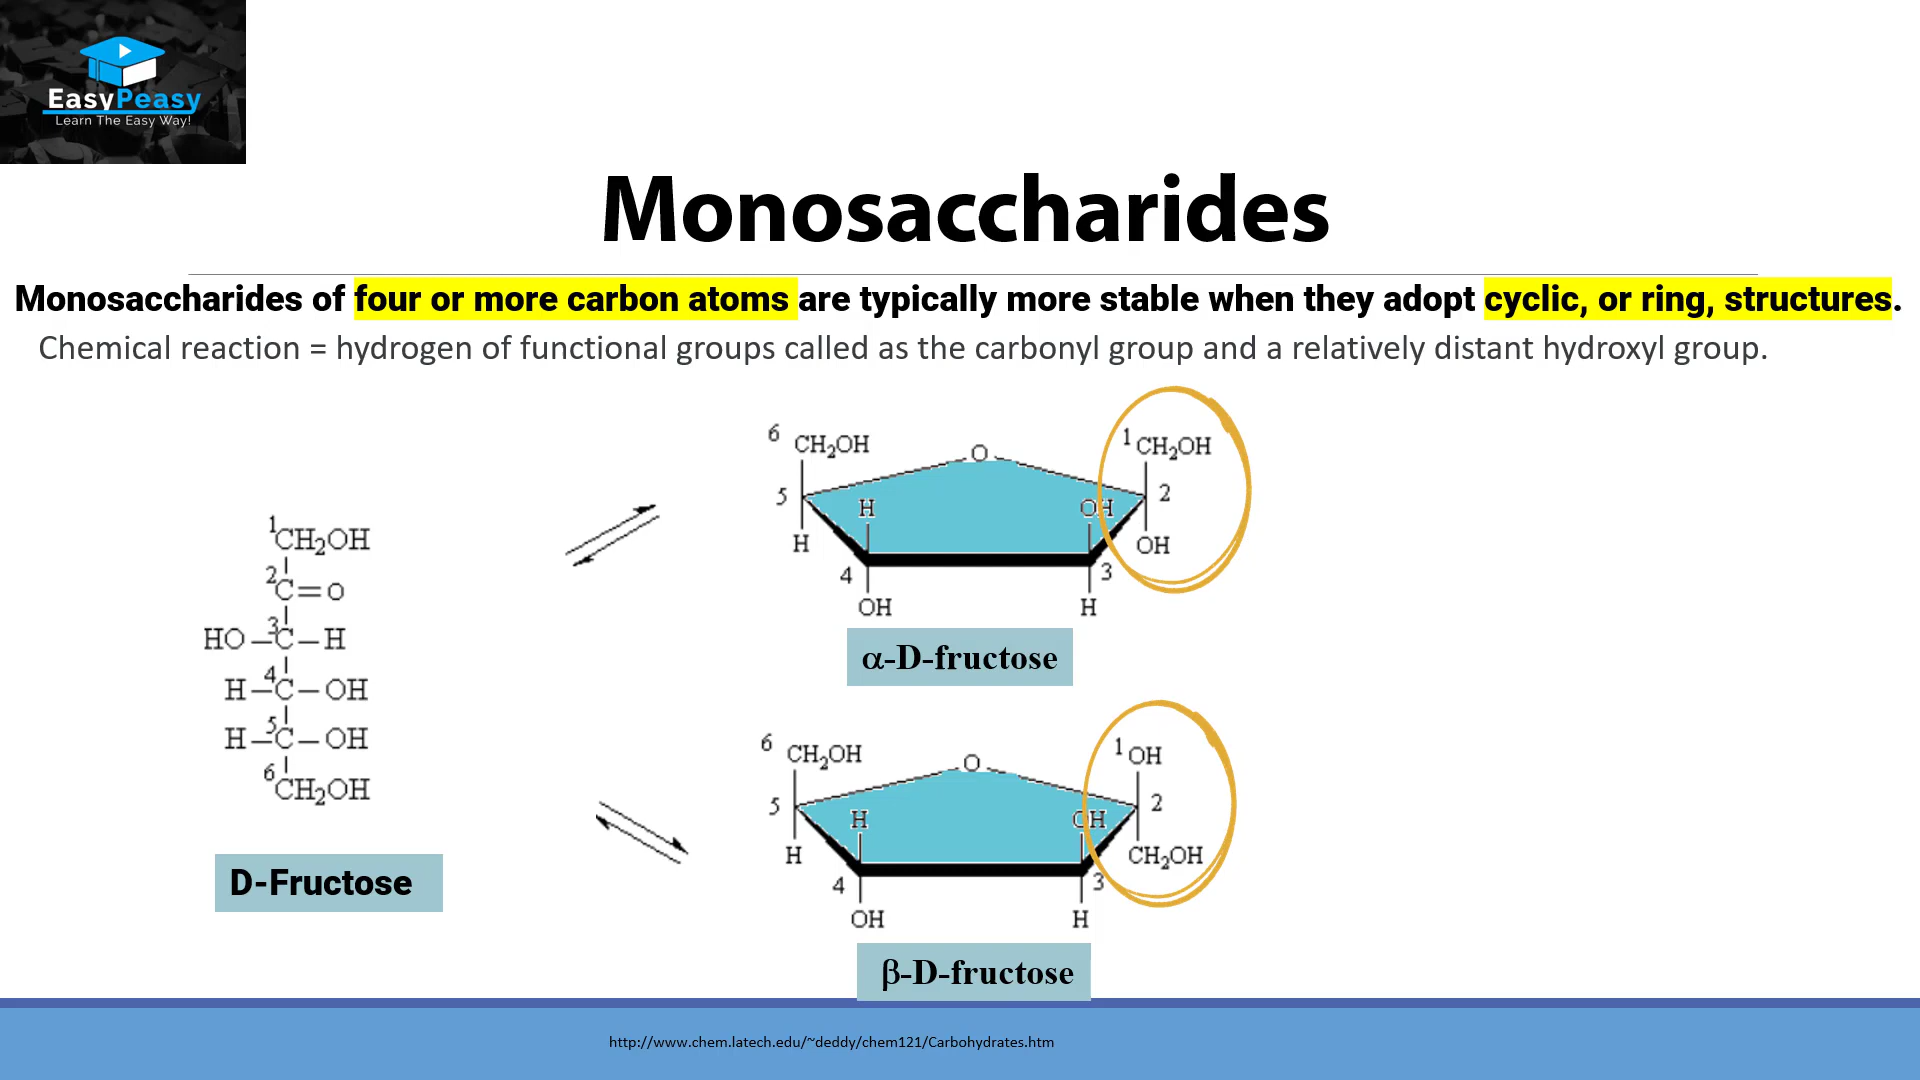 EasyPeasy
Learn The Easy Way!
Monosaccharides
Monosaccharides of four or more carbon atoms are typically more stable when they adopt cyclic, or ring, structures.
Chemical reaction = hydrogen of functional groups called as the carbonyl group and a relatively distant hydroxyl group.
1 CH₂OH
2 C=O
HO-3 C-H
H-4 C-OH
H-5 C-OH
6 CH₂OH
D-Fructose
6 CH₂OH O 1 CH₂OH
5 H OH 2
H OH
4 3
OH H
α-D-fructose
6 CH₂OH O 1 OH
5 H OH 2
H CH₂OH
4 3
OH H
β-D-fructose
http://www.chem.latech.edu/~deddy/chem121/Carbohydrates.htm